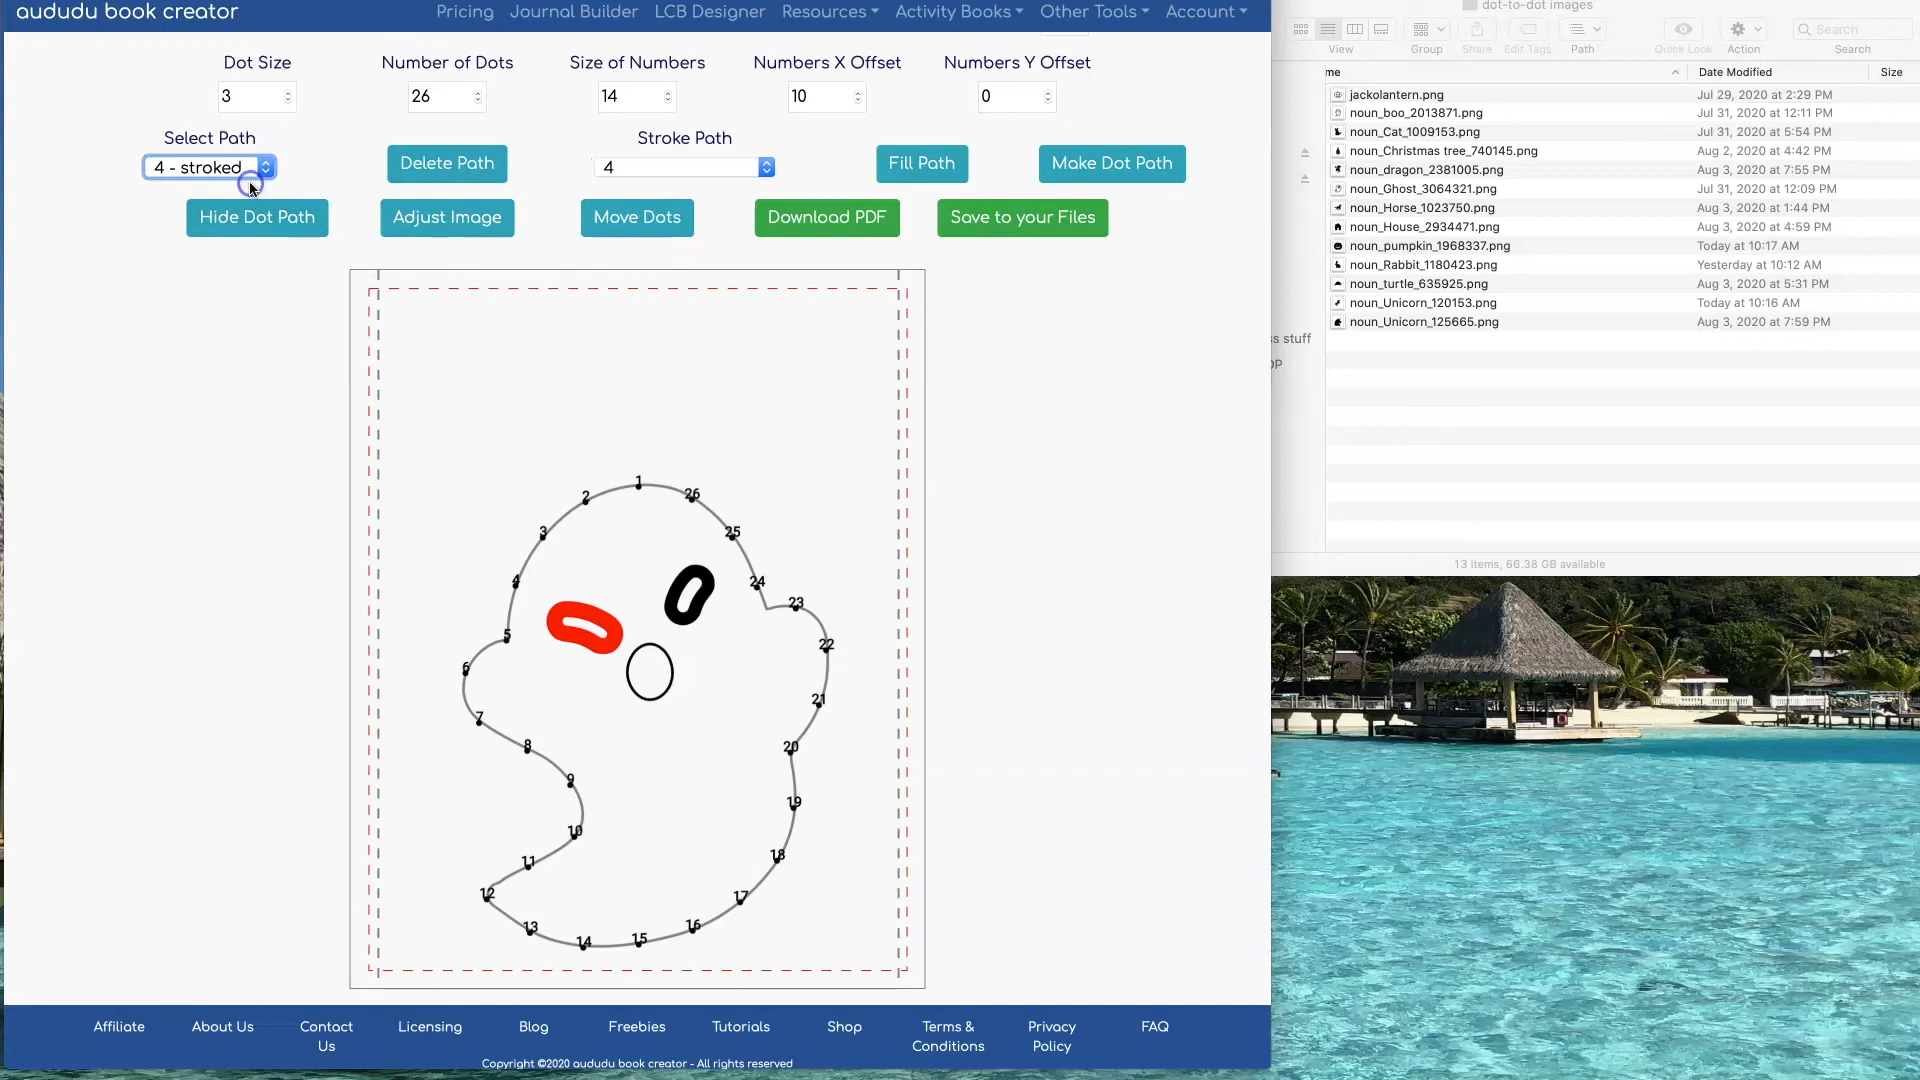 aududu book creator
Pricing Journal Builder LCB Designer Resources Activity Books Other Tools Account
Dot Size Number of Dots Size of Numbers Numbers X Offset Numbers Y Offset
3 26 14 10 0
Select Path Stroke Path
4 - stroked Delete Path 4 Fill Path Make Dot Path
Hide Dot Path Adjust Image Move Dots Download PDF Save to your Files
1
2 26
3 25
4 24
23
5 22
6
7 21
8 20
9 19
10
11 18
12 17
13 16
14 15
Affiliate About Us Contact Us Licensing Blog Freebies Tutorials Shop Terms & Conditions Privacy Policy FAQ
Copyright ©2020 aududu book creator - All rights reserved
dot-to-dot images
Search
View Group Share Edit Tags Path Quick Look Action Search
me Date Modified Size
jackolantern.png Jul 29, 2020 at 2:29 PM
noun_boo_2013871.png Jul 31, 2020 at 12:11 PM
noun_Cat_1009153.png Jul 31, 2020 at 5:54 PM
noun_Christmas tree_740145.png Aug 2, 2020 at 4:42 PM
noun_dragon_2381005.png Aug 3, 2020 at 7:55 PM
noun_Ghost_3064321.png Jul 31, 2020 at 12:09 PM
noun_Horse_1023750.png Aug 3, 2020 at 1:44 PM
noun_House_2934471.png Aug 3, 2020 at 4:59 PM
noun_pumpkin_1968337.png Today at 10:17 AM
noun_Rabbit_1180423.png Yesterday at 10:12 AM
noun_turtle_635925.png Aug 3, 2020 at 5:31 PM
noun_Unicorn_120153.png Today at 10:16 AM
noun_Unicorn_125665.png Aug 3, 2020 at 7:59 PM
ss stuff
OP
13 items, 66.38 GB available